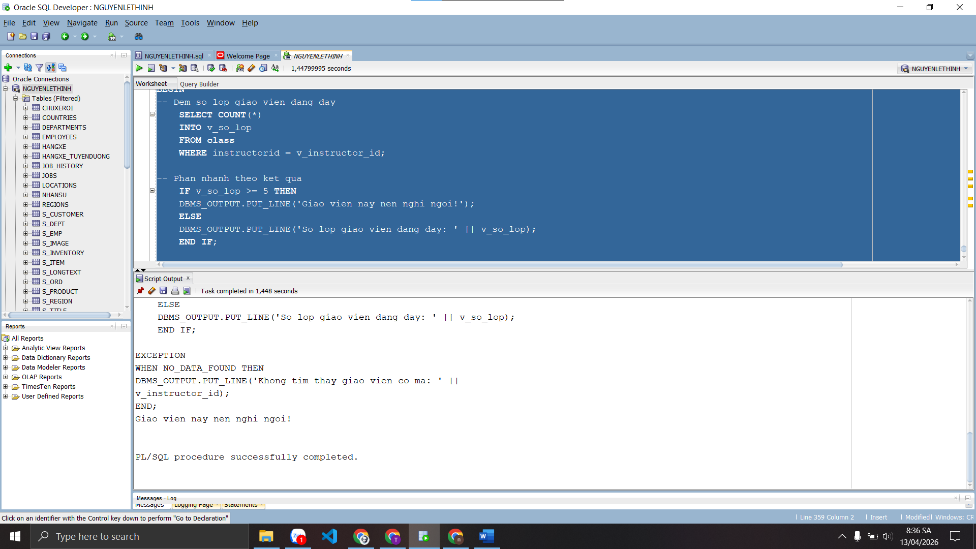 Oracle SQL Developer : NGUYENLETHINH
File Edit View Navigate Run Source Team Tools Window Help
Connections
NGUYENLETHINH.sql
Welcome Page
NGUYENLETHINH
1,44799995 seconds
NGUYENLETHINH
Worksheet Query Builder
Oracle Connections
NGUYENLETHINH
Tables (Filtered)
CHUXEROI
COUNTRIES
DEPARTMENTS
EMPLOYEES
HANGXE
HANGXE_TUYENDUONG
JOB_HISTORY
JOBS
LOCATIONS
NHANSU
REGIONS
S_CUSTOMER
S_DEPT
S_EMP
S_IMAGE
S_INVENTORY
S_ITEM
S_LONGTEXT
S_ORD
S_PRODUCT
S_REGION
S_TITLE
BEGIN
-- Dem so lop giao vien dang day
SELECT COUNT(*)
INTO v_so_lop
FROM class
WHERE instructorid = v_instructor_id;
-- Phan nhanh theo ket qua
IF v_so_lop >= 5 THEN
DBMS_OUTPUT.PUT_LINE('Giao vien nay nen nghi ngoi!');
ELSE
DBMS_OUTPUT.PUT_LINE('So lop giao vien dang day: ' || v_so_lop);
END IF;
Script Output
Task completed in 1,448 seconds
ELSE
DBMS_OUTPUT.PUT_LINE('So lop giao vien dang day: ' || v_so_lop);
END IF;
EXCEPTION
WHEN NO_DATA_FOUND THEN
DBMS_OUTPUT.PUT_LINE('Khong tim thay giao vien co ma: ' ||
v_instructor_id);
END;
Giao vien nay nen nghi ngoi!
PL/SQL procedure successfully completed.
Reports
All Reports
Analytic View Reports
Data Dictionary Reports
Data Modeler Reports
OLAP Reports
TimesTen Reports
User Defined Reports
Messages - Log
Messages Logging Page Statements
Click on an identifier with the Control key down to perform "Go to Declaration"
Line 359 Column 2 Insert Modified Windows: CF
Type here to search
8:36 SA
13/04/2026